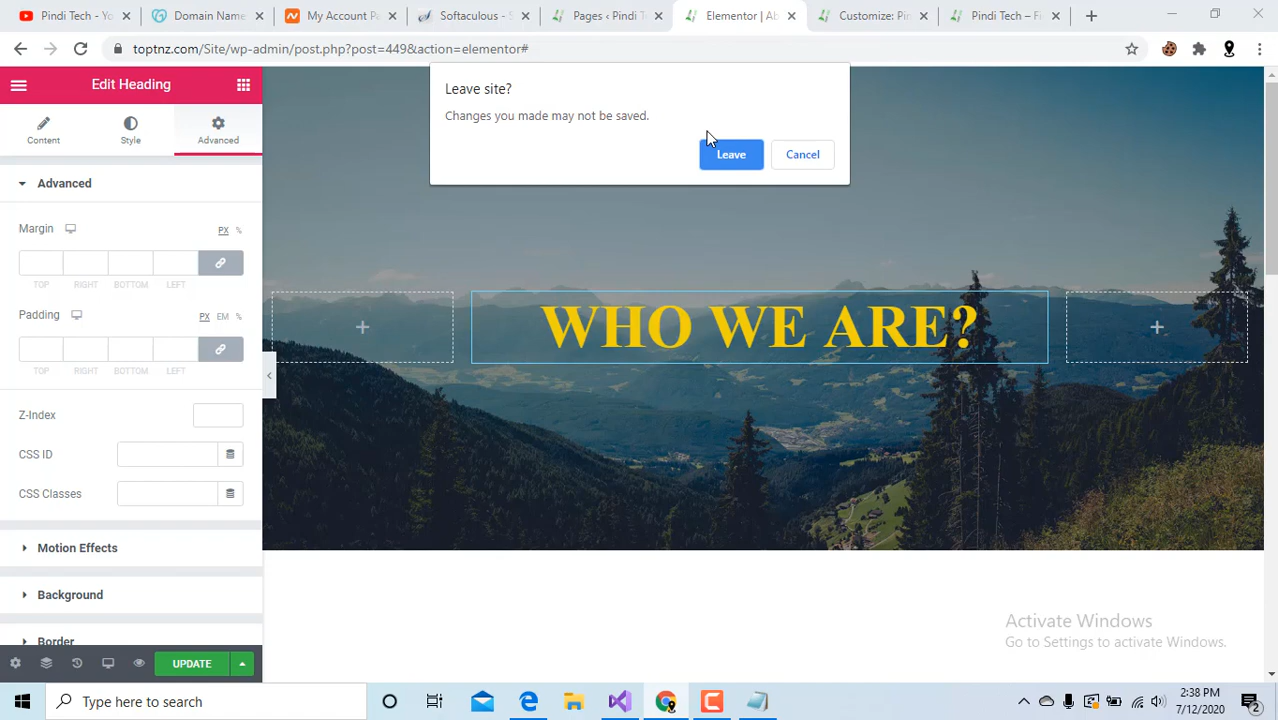 Pindi Tech - Yo
Domain Name
My Account Pa
Softaculous - S
Pages ‹ Pindi T
Elementor | Ab
Customize: Pin
Pindi Tech – Fi
toptnz.com/Site/wp-admin/post.php?post=449&action=elementor#
Leave site?
Changes you made may not be saved.
Leave
Cancel
Edit Heading
Content
Style
Advanced
Advanced
Margin
PX %
TOP RIGHT BOTTOM LEFT
Padding
PX EM %
TOP RIGHT BOTTOM LEFT
Z-Index
CSS ID
CSS Classes
Motion Effects
Background
Border
UPDATE
WHO WE ARE?
Activate Windows
Go to Settings to activate Windows.
Type here to search
2:38 PM
7/12/2020
2